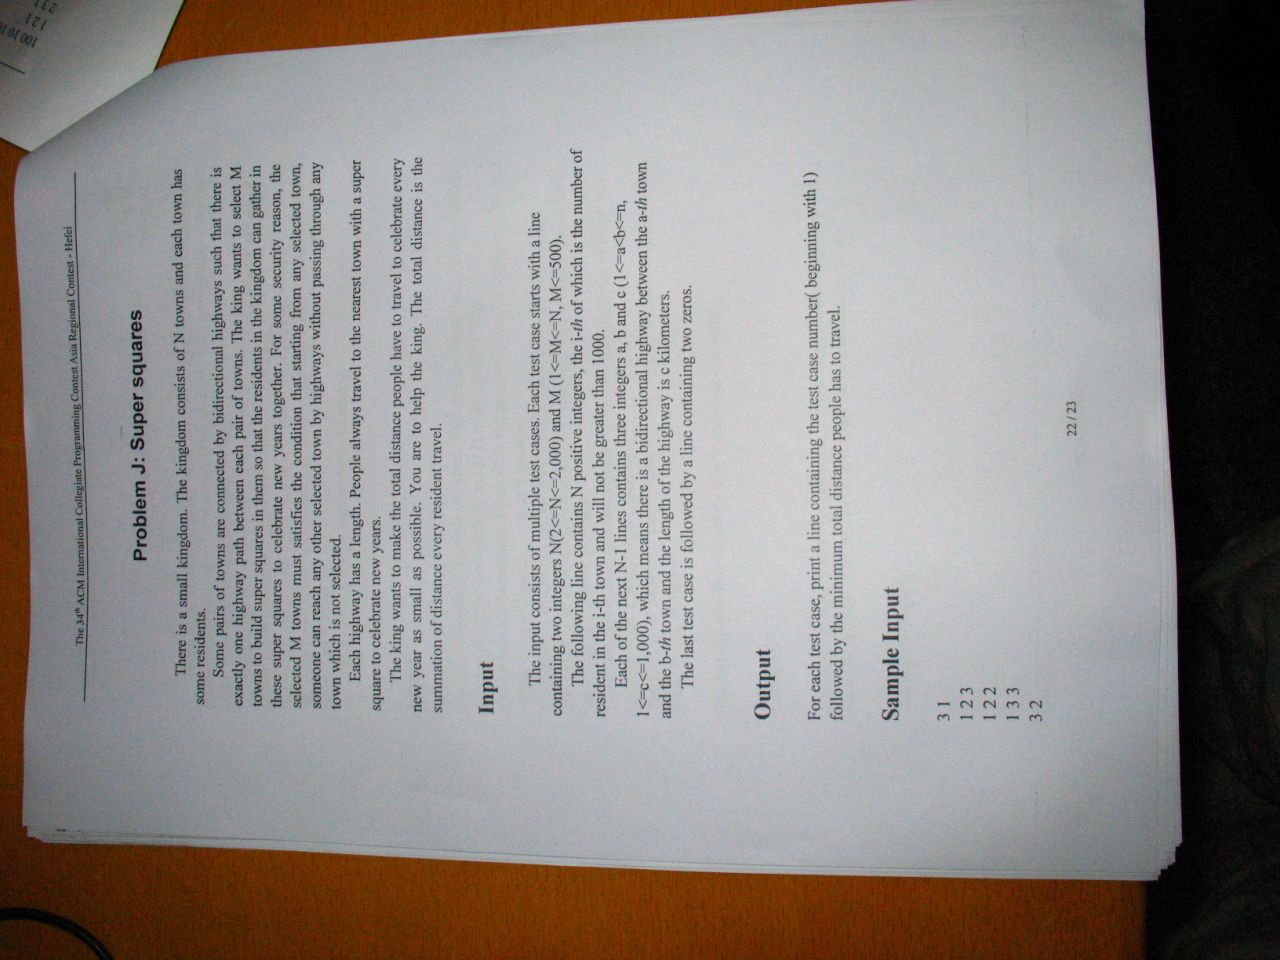 The 34th ACM International Collegiate Programming Contest Asia Regional Contest - Hefei
Problem J: Super squares
There is a small kingdom. The kingdom consists of N towns and each town has
some residents.
Some pairs of towns are connected by bidirectional highways such that there is
exactly one highway path between each pair of towns. The king wants to select M
towns to build super squares in them so that the residents in the kingdom can gather in
these super squares to celebrate new years together. For some security reason, the
selected M towns must satisfies the condition that starting from any selected town,
someone can reach any other selected town by highways without passing through any
town which is not selected.
Each highway has a length. People always travel to the nearest town with a super
square to celebrate new years.
The king wants to make the total distance people have to travel to celebrate every
new year as small as possible. You are to help the king. The total distance is the
summation of distance every resident travel.
Input
The input consists of multiple test cases. Each test case starts with a line
containing two integers N(2<=N<=2,000) and M (1<=M<=N, M<=500).
The following line contains N positive integers, the i-th of which is the number of
resident in the i-th town and will not be greater than 1000.
Each of the next N-1 lines contains three integers a, b and c (1<=a<b<=n,
1<=c<=1,000), which means there is a bidirectional highway between the a-th town
and the b-th town and the length of the highway is c kilometers.
The last test case is followed by a line containing two zeros.
Output
For each test case, print a line containing the test case number( beginning with 1)
followed by the minimum total distance people has to travel.
Sample Input
3 1
1 2 3
1 2 2
1 3 3
3 2
22 / 23
100 10 10
1 2 1
2 3 1